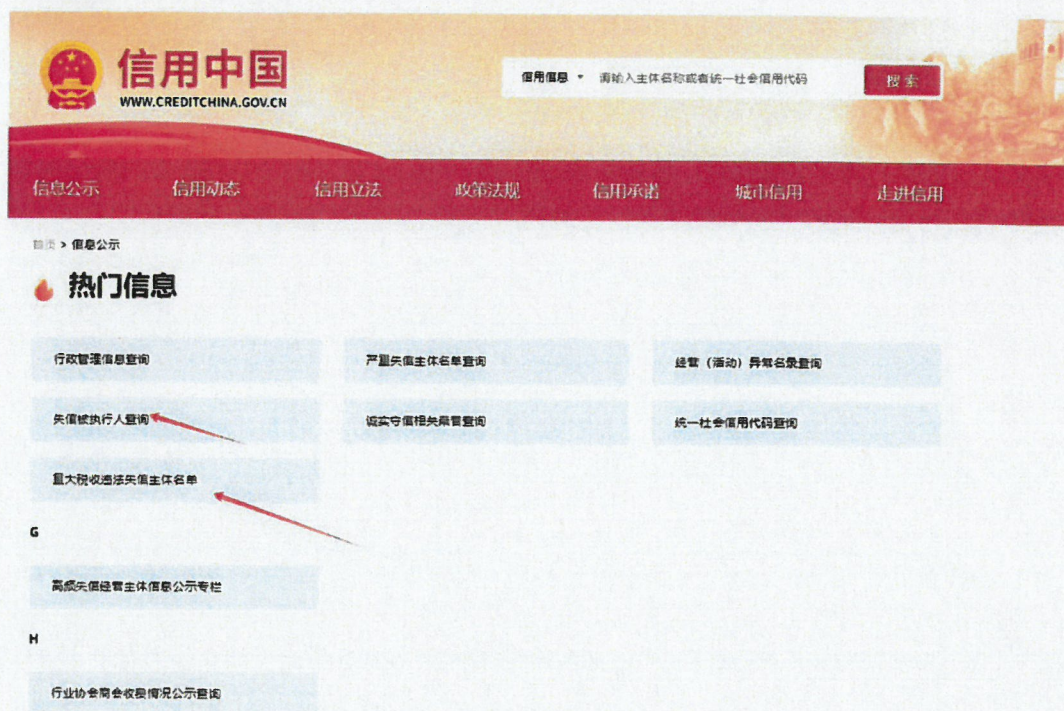 信用中国
WWW.CREDITCHINA.GOV.CN
信用信息 请输入主体名称或者统一社会信用代码 搜索
信息公示 信用动态 信用立法 政策法规 信用承诺 城市信用 走进信用
首页 > 信息公示
热门信息
行政管理信息查询 严重失信主体名单查询 经营（活动）异常名录查询
失信被执行人查询 诚实守信相关荣誉查询 统一社会信用代码查询
重大税收违法失信主体名单
G
高频失信经营主体信息公示专栏
H
行业协会商会收费情况公示查询